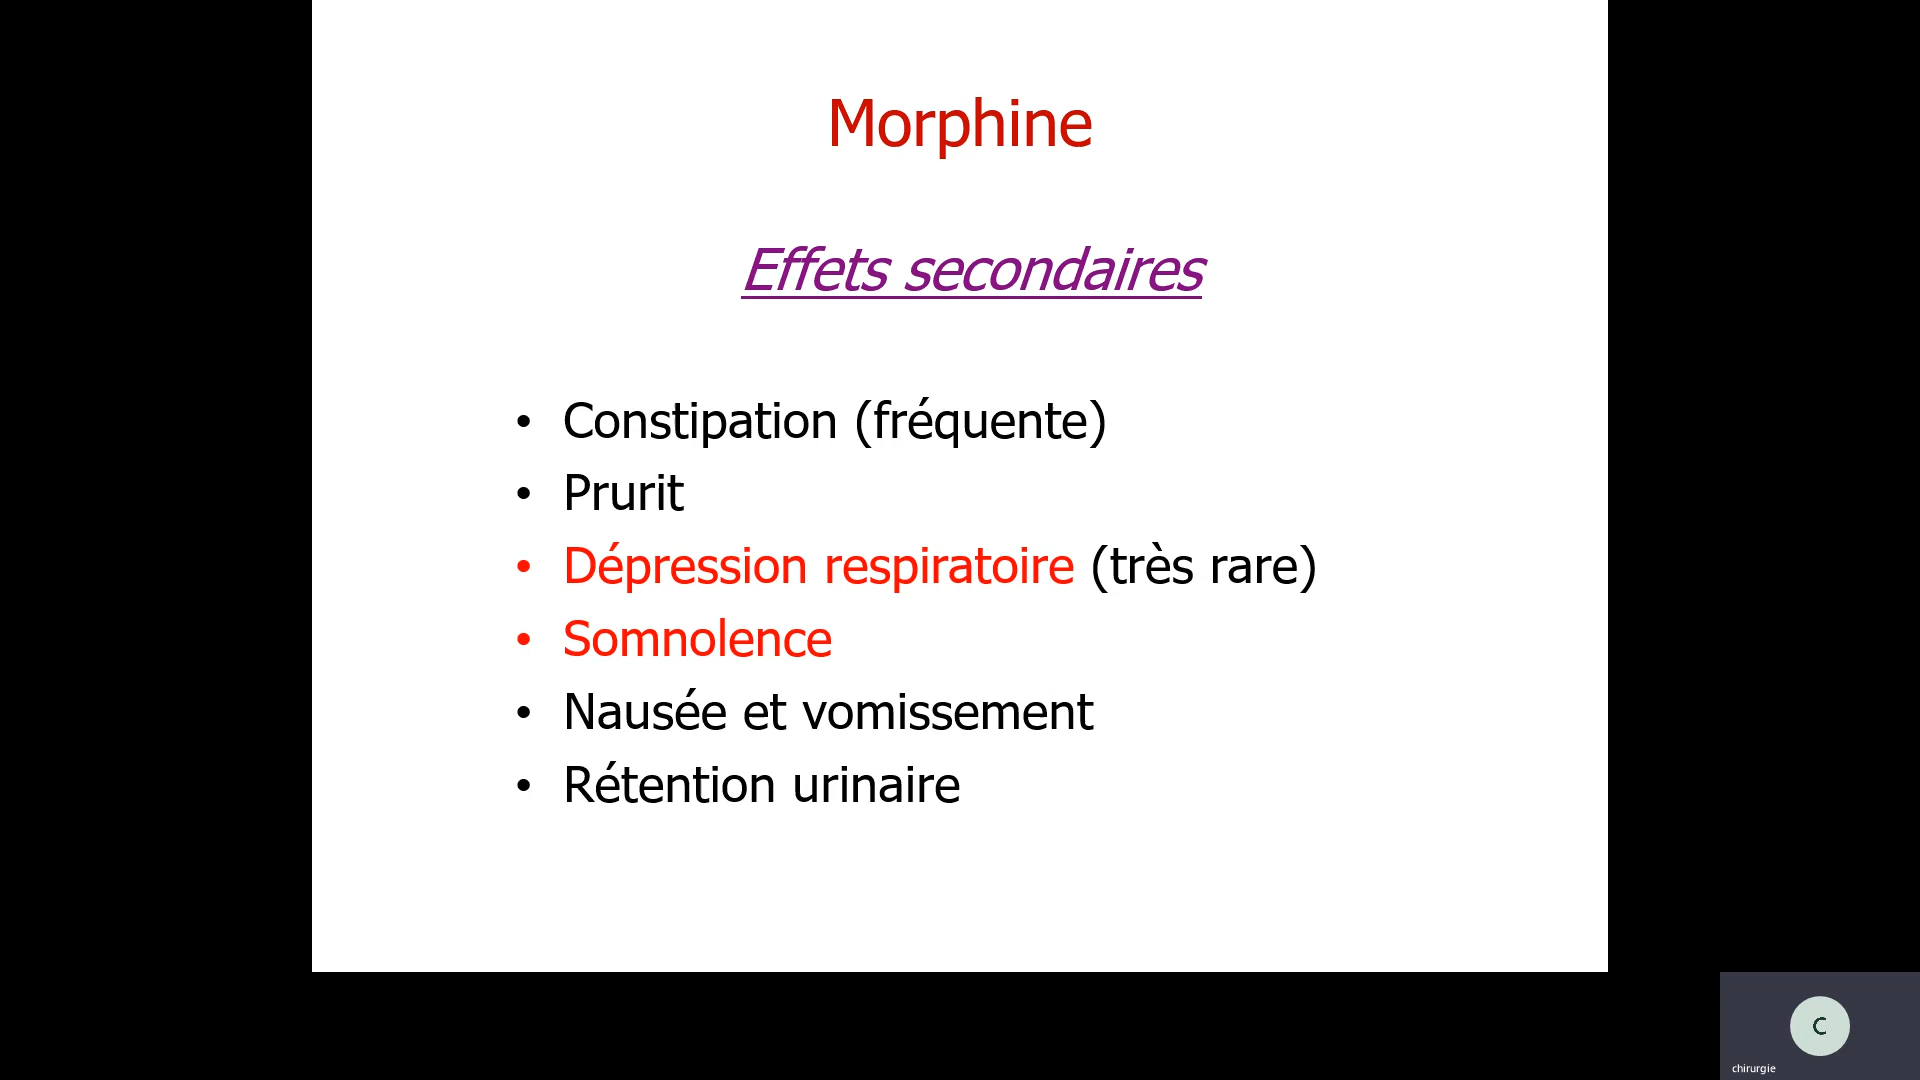 Morphine
Effets secondaires
• Constipation (fréquente)
• Prurit
• Dépression respiratoire (très rare)
• Somnolence
• Nausée et vomissement
• Rétention urinaire
C
chirurgie